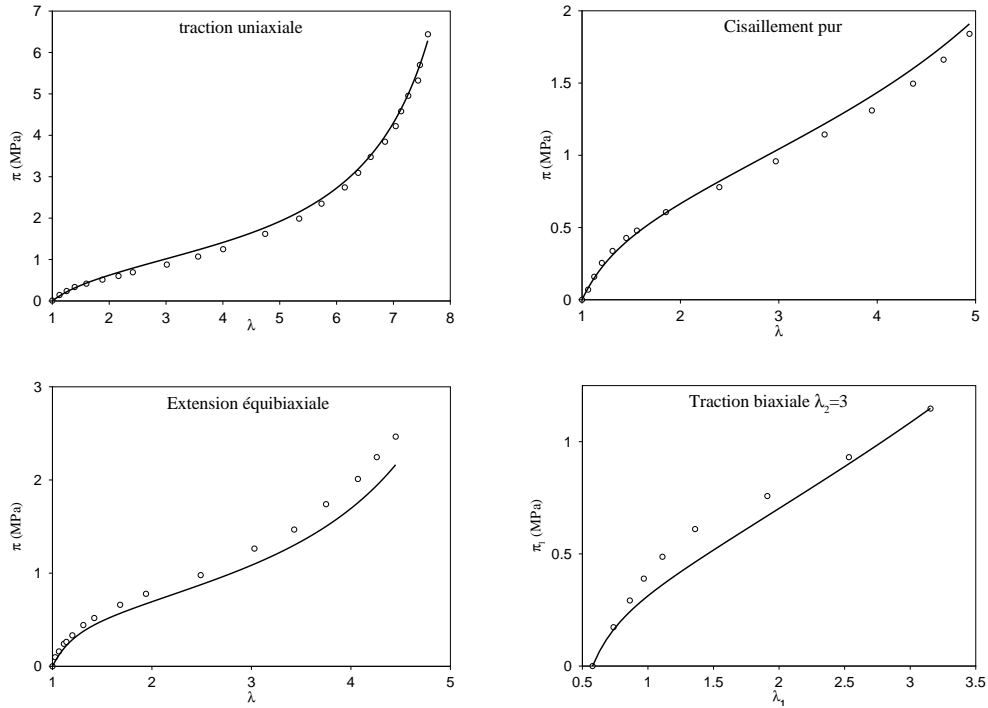 traction uniaxiale
π (MPa)
7
6
5
4
3
2
1
0
1 2 3 4 5 6 7 8
λ
Cisaillement pur
π (MPa)
2
1.5
1
0.5
0
1 2 3 4 5
λ
Extension équibiaxiale
π (MPa)
3
2
1
0
1 2 3 4 5
λ
Traction biaxiale λ₂=3
π₁ (MPa)
1
0.5
0
0.5 1 1.5 2 2.5 3 3.5
λ₁